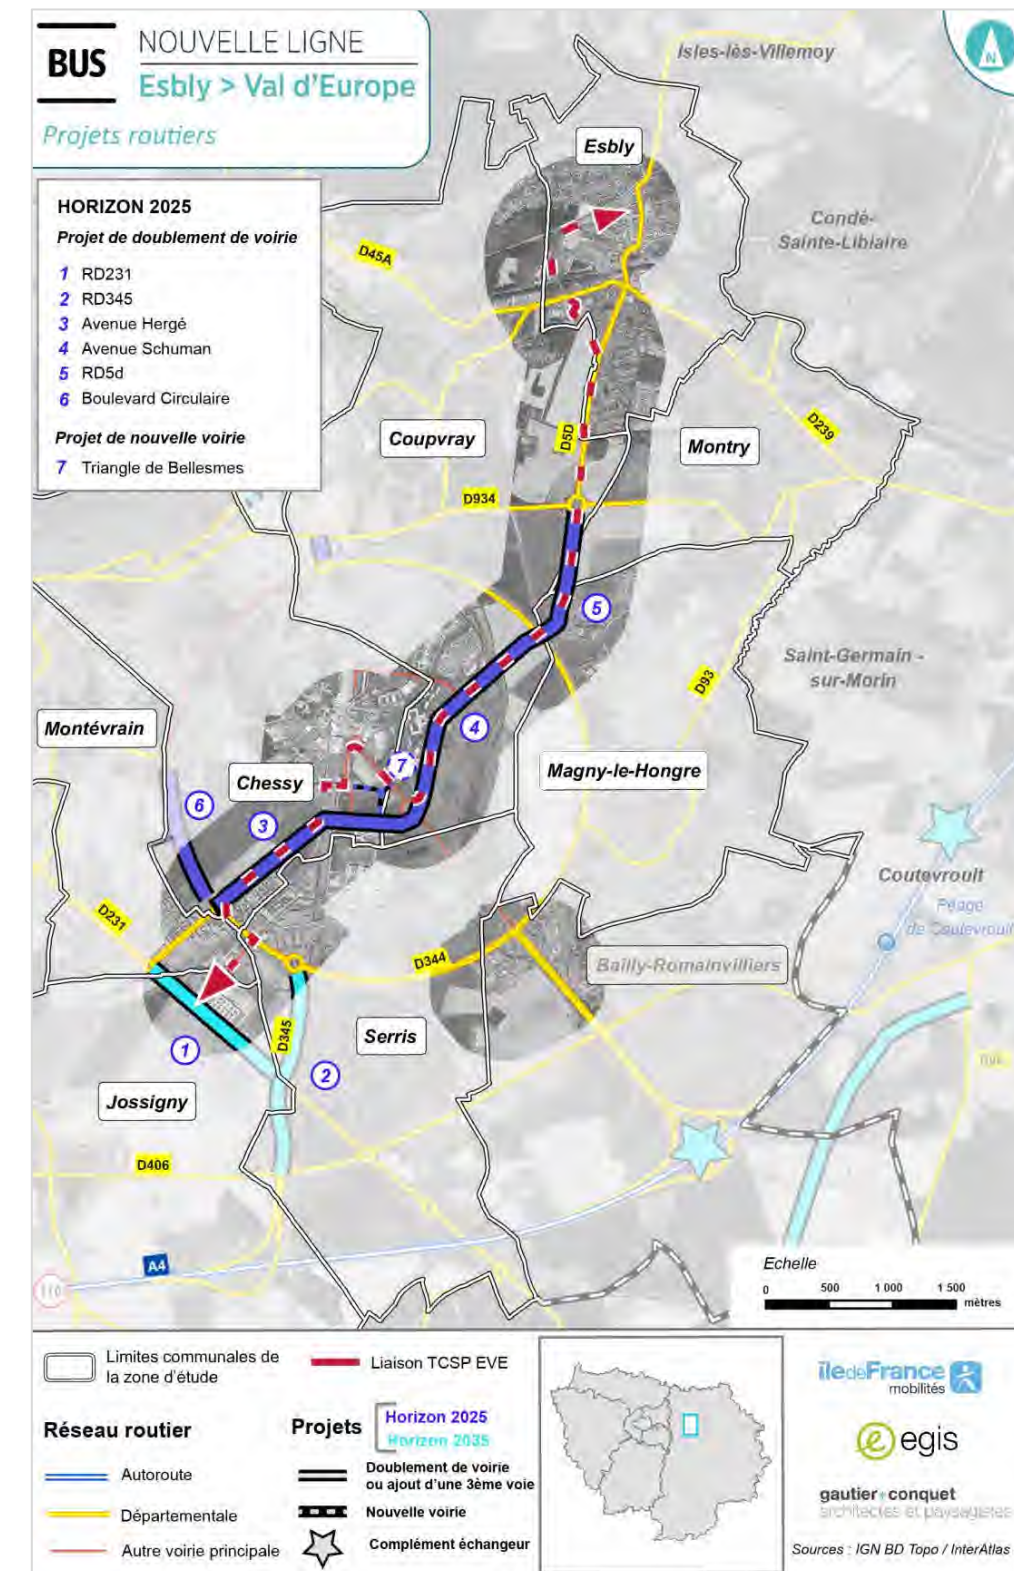 BUS
NOUVELLE LIGNE
Esbly > Val d'Europe
Projets routiers
N
HORIZON 2025
Projet de doublement de voirie
1 RD231
2 RD345
3 Avenue Hergé
4 Avenue Schuman
5 RD5d
6 Boulevard Circulaire
Projet de nouvelle voirie
7 Triangle de Bellesmes
Isles-lès-Villemoy
Esbly
Condé-
Sainte-Libiaire
D45A
Coupvray
D5D
Montry
D239
D934
5
Saint-Germain -
sur-Morin
D93
Montévrain
4
7
Magny-le-Hongre
Chessy
6
3
Coutevroult
Péage
de Coutevroult
D231
D344
Bailly-Romainvilliers
D345
Serris
1
2
Jossigny
D406
A4
Echelle
0 500 1 000 1 500
mètres
Limites communales de
la zone d'étude
Liaison TCSP EVE
Réseau routier
Autoroute
Départementale
Autre voirie principale
Projets
Horizon 2025
Horizon 2035
Doublement de voirie
ou ajout d'une 3ème voie
Nouvelle voirie
Complément échangeur
îledeFrance
mobilités
egis
gautier+conquet
architectes et paysagistes
Sources : IGN BD Topo / InterAtlas